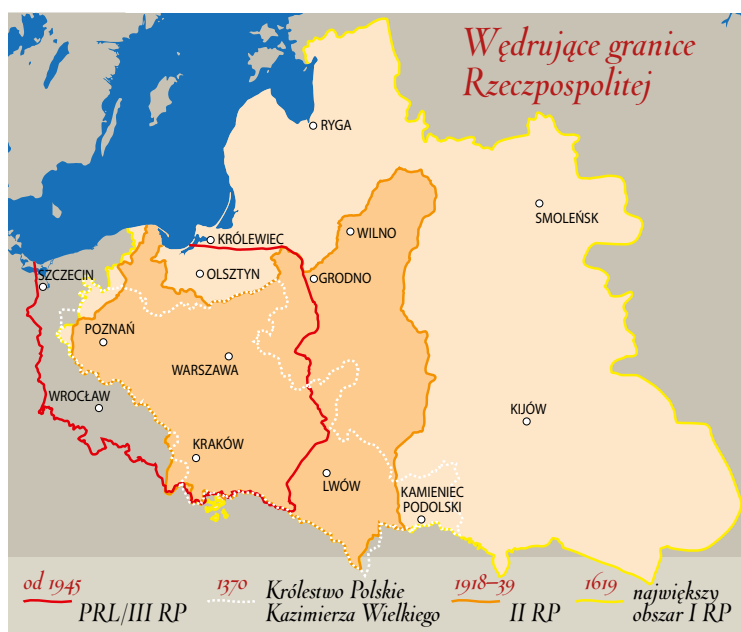 Wędrujące granice
Rzeczpospolitej
RYGA
SMOLEŃSK
WILNO
KRÓLEWIEC
OLSZTYN
GRODNO
SZCZECIN
POZNAŃ
WARSZAWA
WROCŁAW
KIJÓW
KRAKÓW
LWÓW
KAMIENIEC
PODOLSKI
od 1945
PRL/III RP
1370
Królestwo Polskie
Kazimierza Wielkiego
1918–39
II RP
1619
największy
obszar I RP